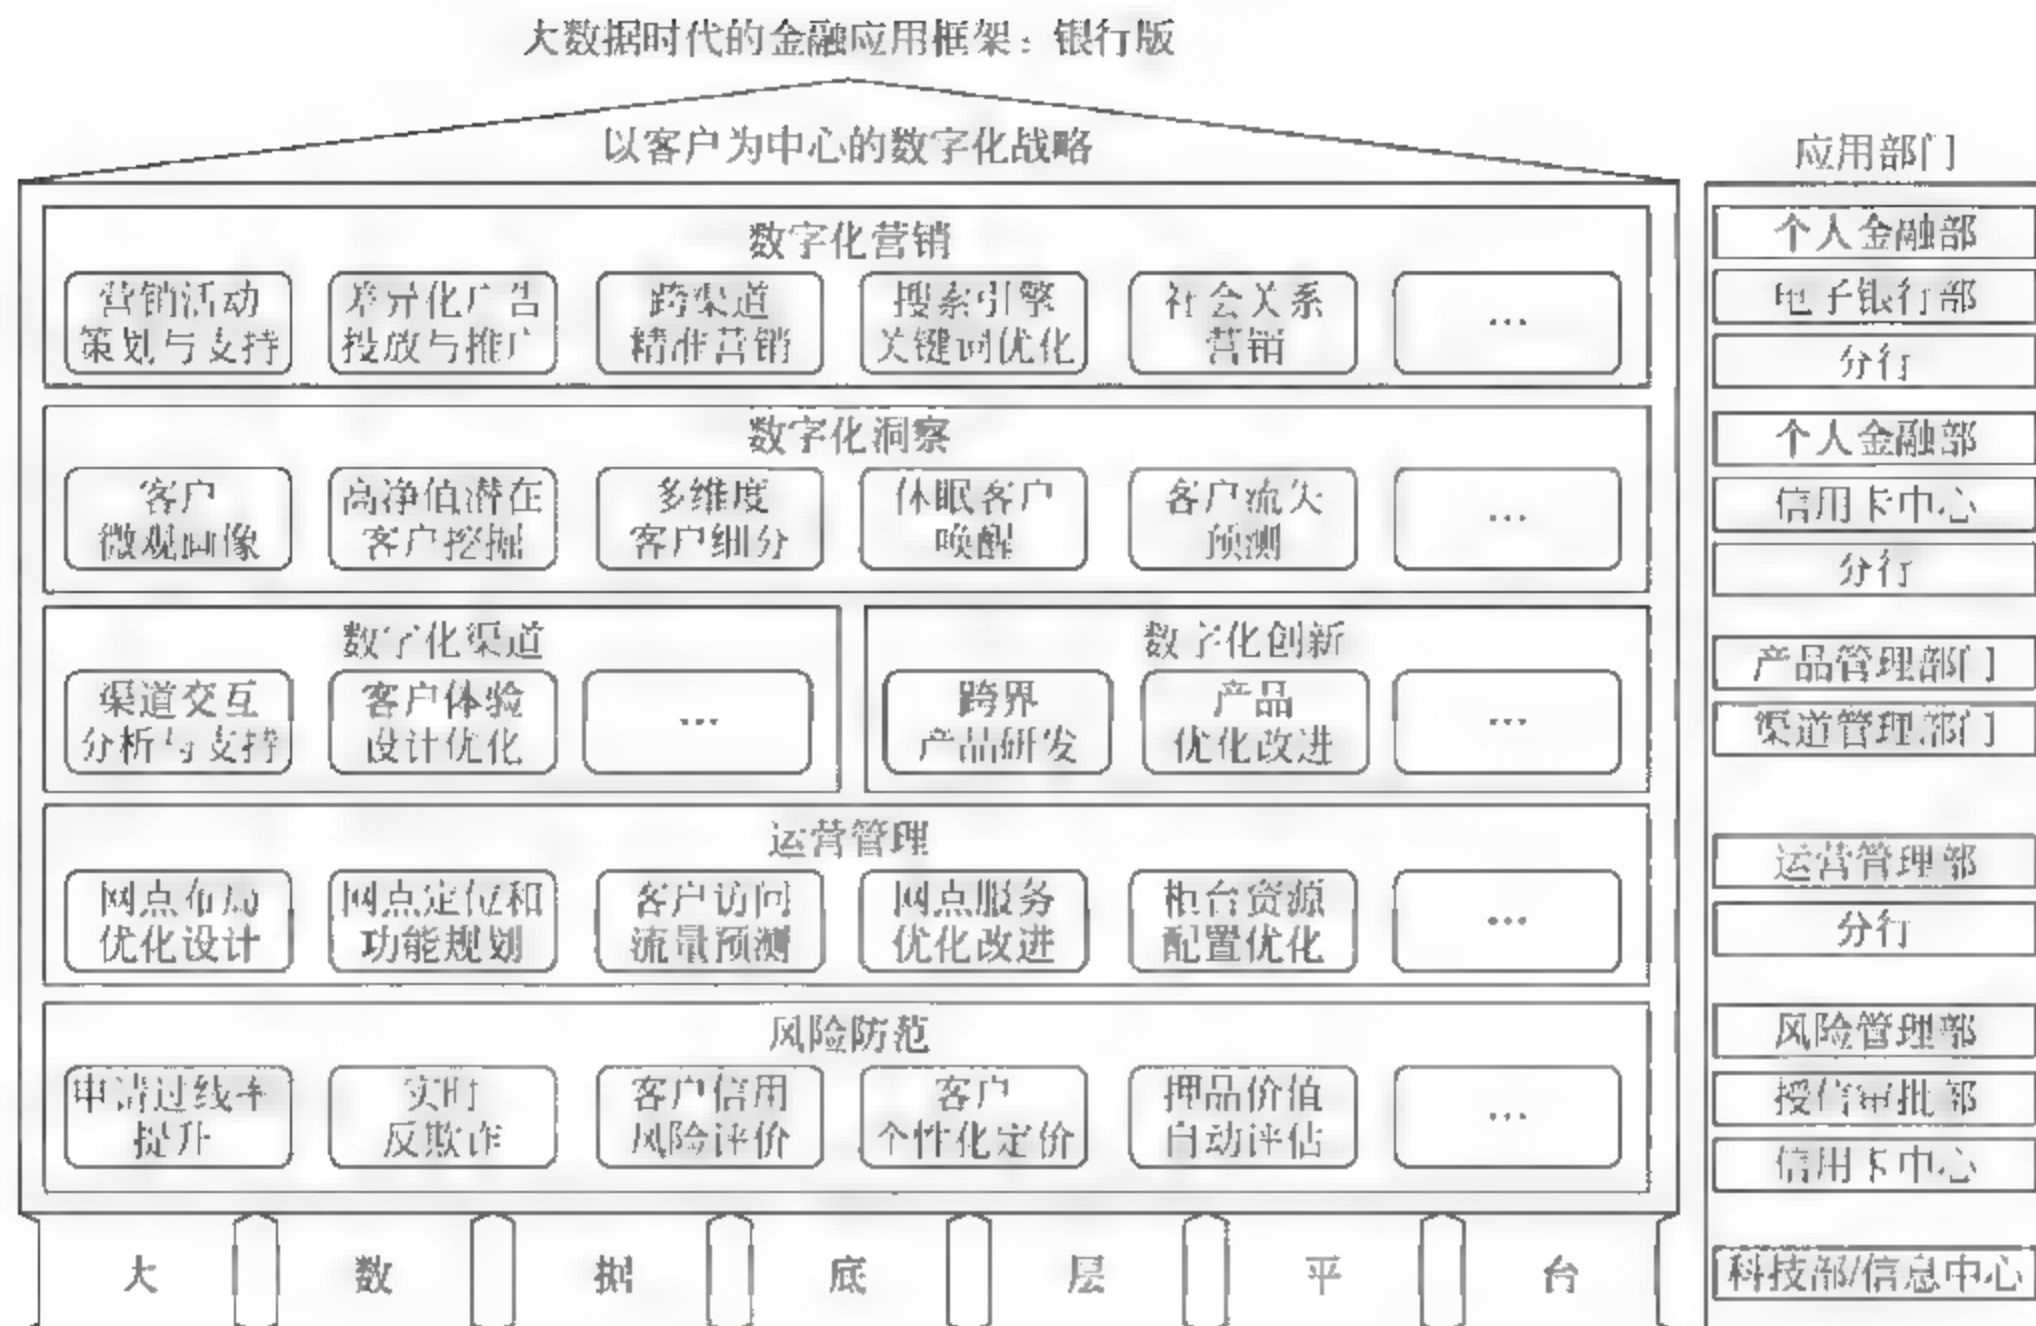 大数据时代的金融应用框架：银行版
以客户为中心的数字化战略
应用部门
数字化营销
营销活动
策划与支持
差异化广告
投放与推广
跨渠道
精准营销
搜索引擎
关键词优化
社会关系
营销
…
个人金融部
电子银行部
分行
数字化洞察
客户
微观画像
高净值潜在
客户挖掘
多维度
客户细分
休眠客户
唤醒
客户流失
预测
…
个人金融部
信用卡中心
分行
数字化渠道
渠道交互
分析与支持
客户体验
设计优化
…
数字化创新
跨界
产品研发
产品
优化改进
…
产品管理部门
渠道管理部门
运营管理
网点布局
优化设计
网点定位和
功能规划
客户访问
流量预测
网点服务
优化改进
柜台资源
配置优化
…
运营管理部
分行
风险防范
申请过线率
提升
实时
反欺诈
客户信用
风险评价
客户
个性化定价
押品价值
自动评估
…
风险管理部
授信审批部
信用卡中心
大数据底层平台
科技部/信息中心